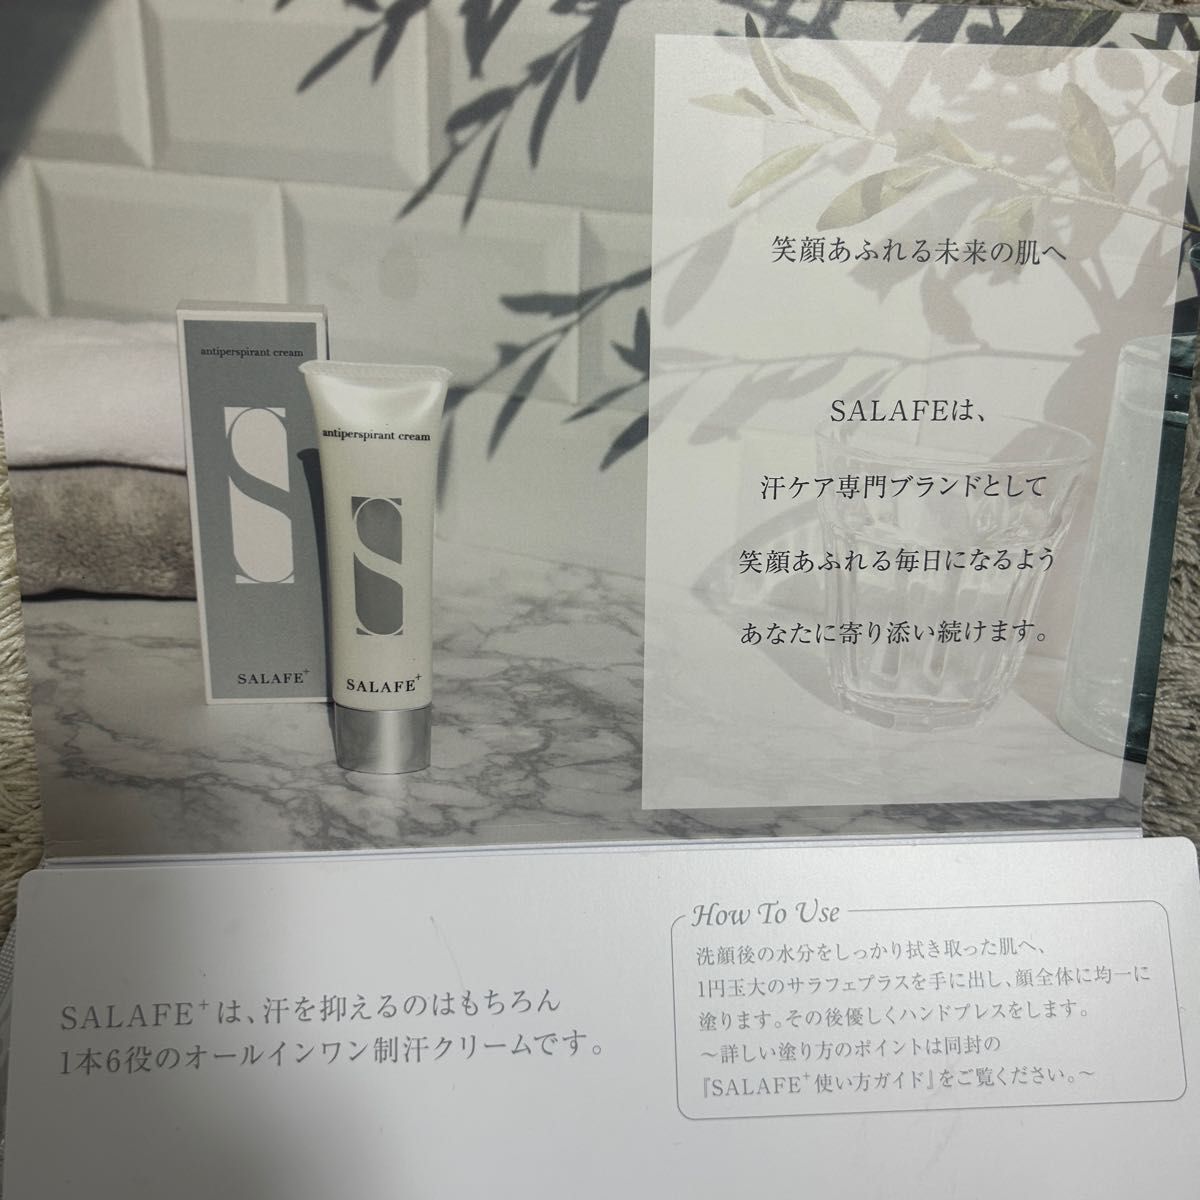 antiperspirant cream
SALAFE+
antiperspirant cream
SALAFE+
笑顔あふれる未来の肌へ
SALAFEは、
汗ケア専門ブランドとして
笑顔あふれる毎日になるよう
あなたに寄り添い続けます。
SALAFE+は、汗を抑えるのはもちろん
1本6役のオールインワン制汗クリームです。
How To Use
洗顔後の水分をしっかり拭き取った肌へ、
1円玉大のサラフェプラスを手に出し、顔全体に均一に
塗ります。その後優しくハンドプレスをします。
～詳しい塗り方のポイントは同封の
『SALAFE+使い方ガイド』をご覧ください。～